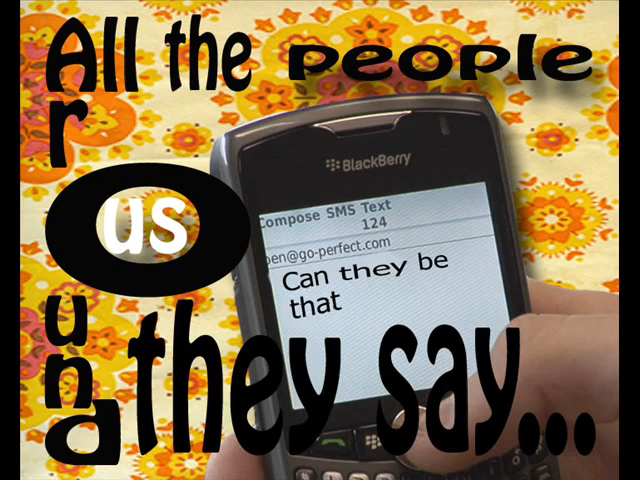 All the people
Around
us
they say...
BlackBerry
Compose SMS Text
124
en@go-perfect.com
Can they be
that